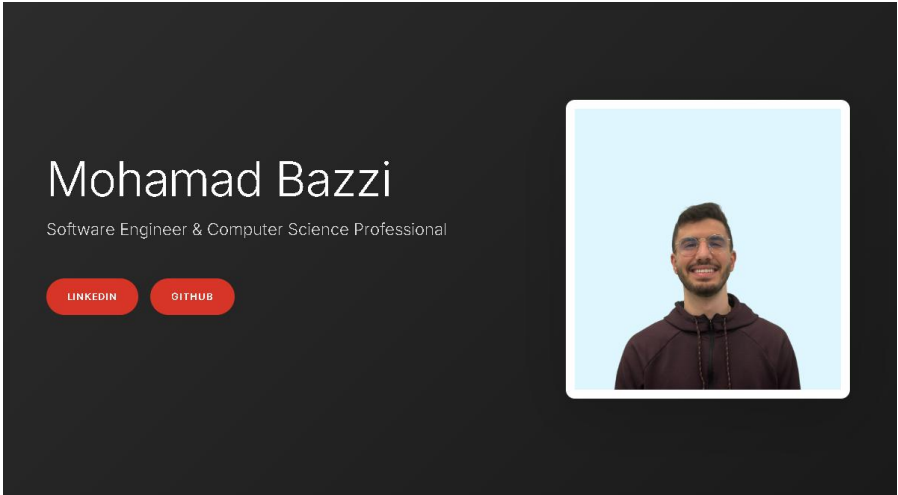 Mohamad Bazzi
Software Engineer & Computer Science Professional
LINKEDIN
GITHUB